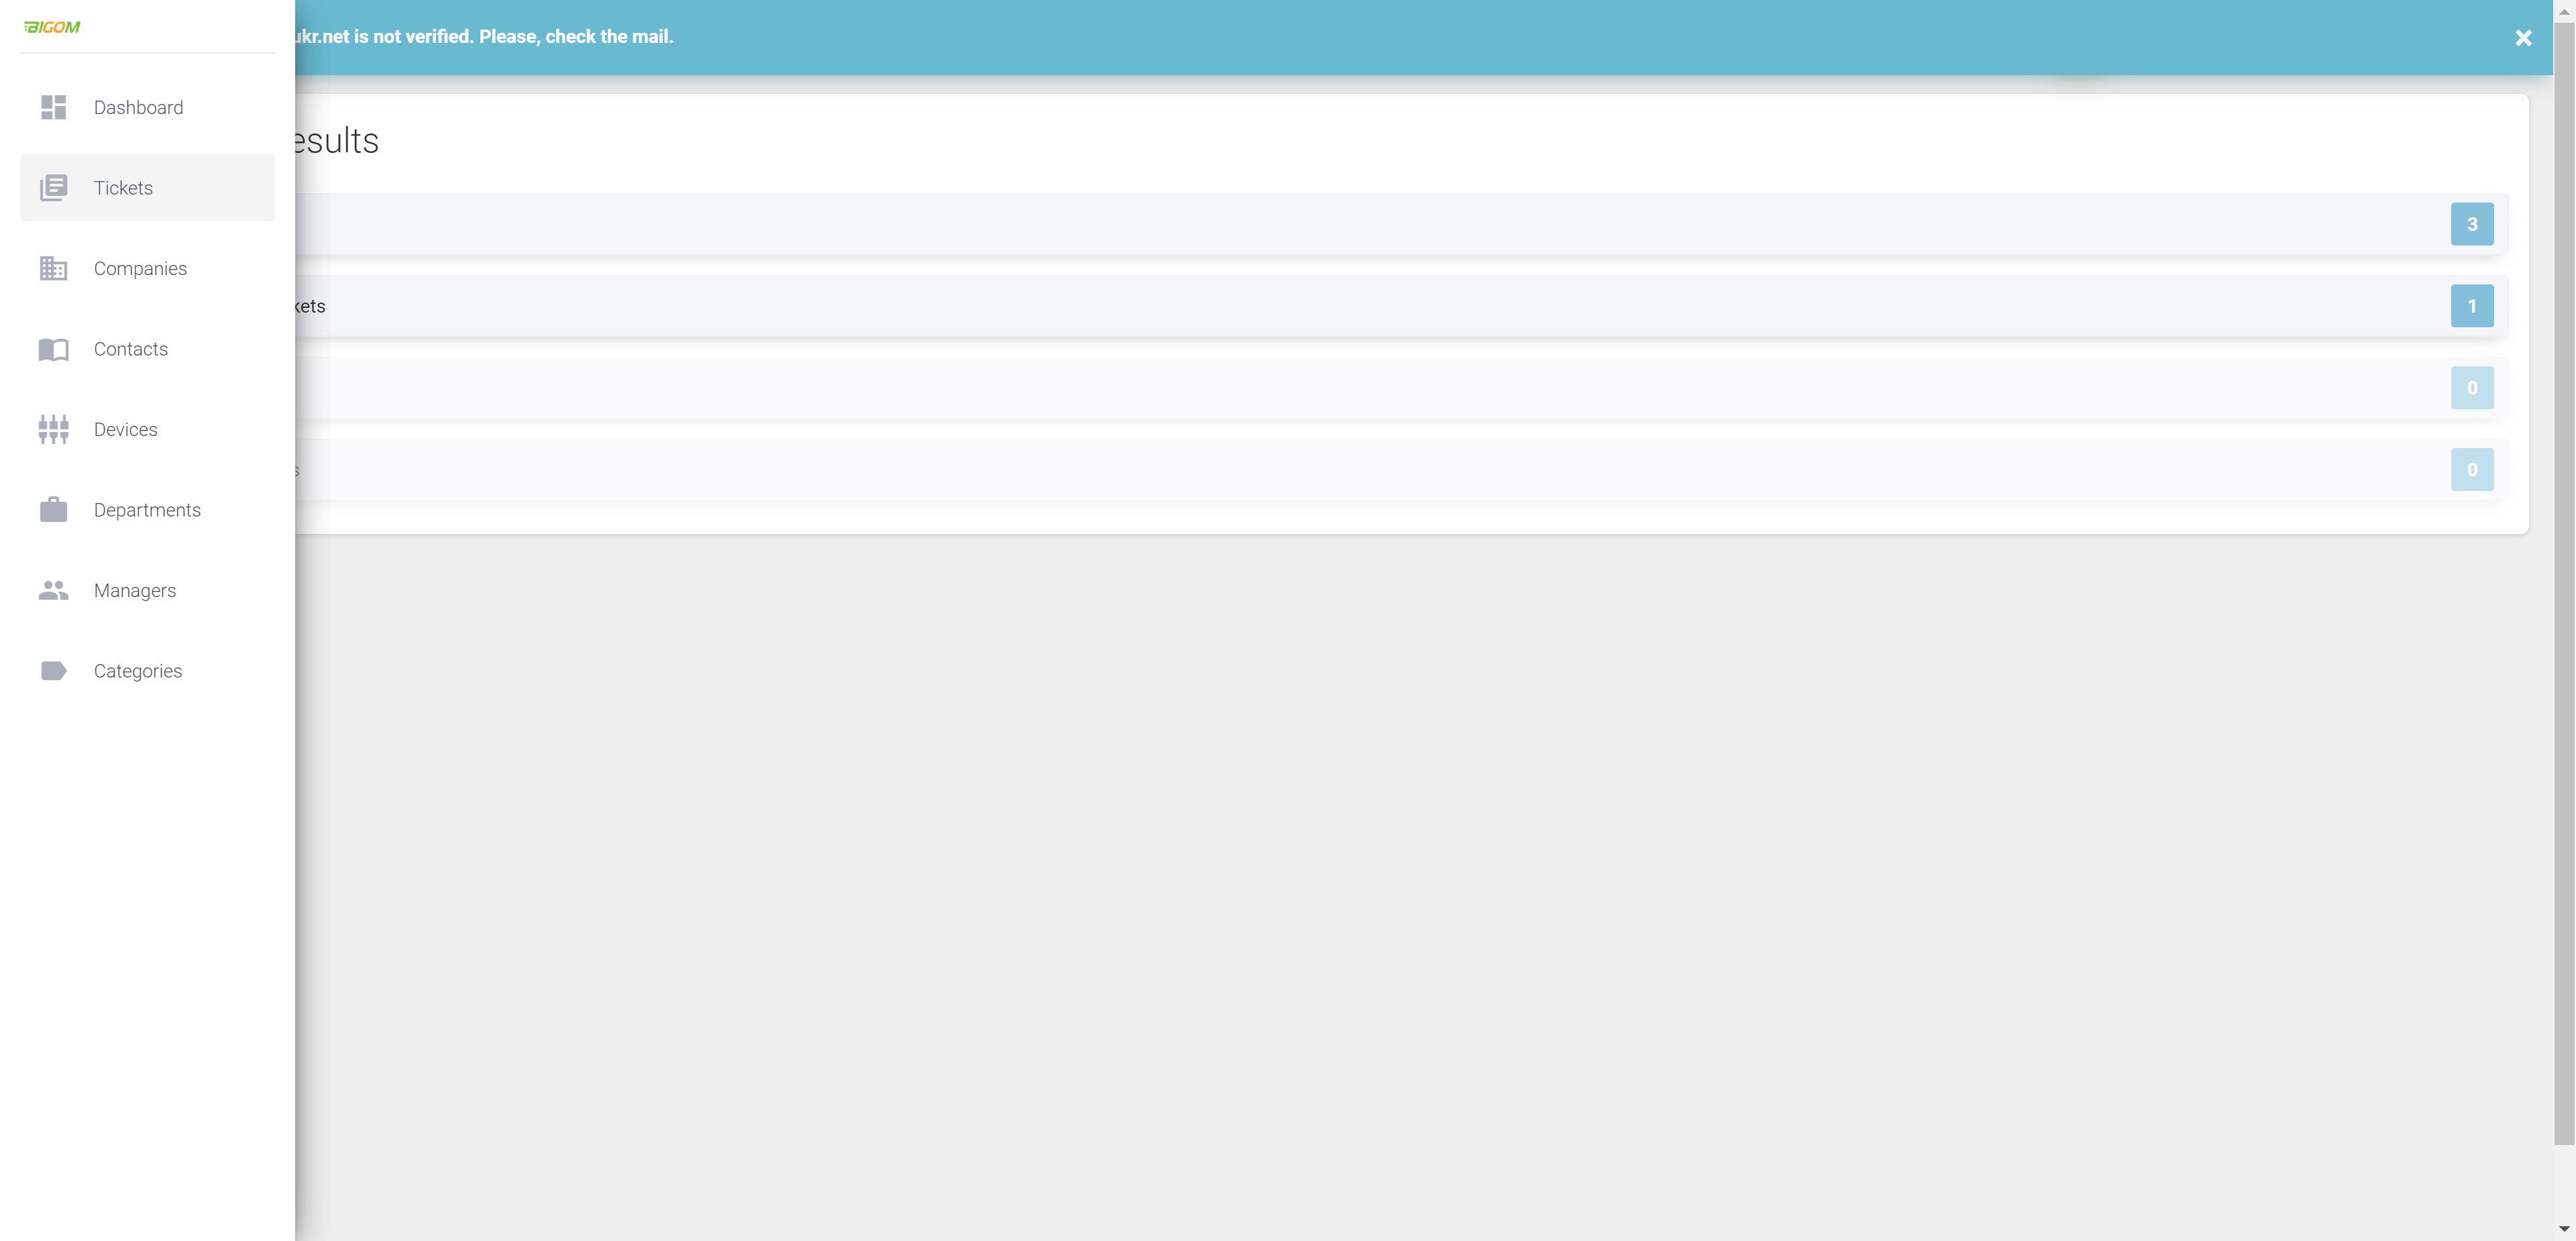 BIGOM
ukr.net is not verified. Please, check the mail.
Dashboard
Tickets
Companies
Contacts
Devices
Departments
Managers
Categories
esults
3
kets
1
0
s
0